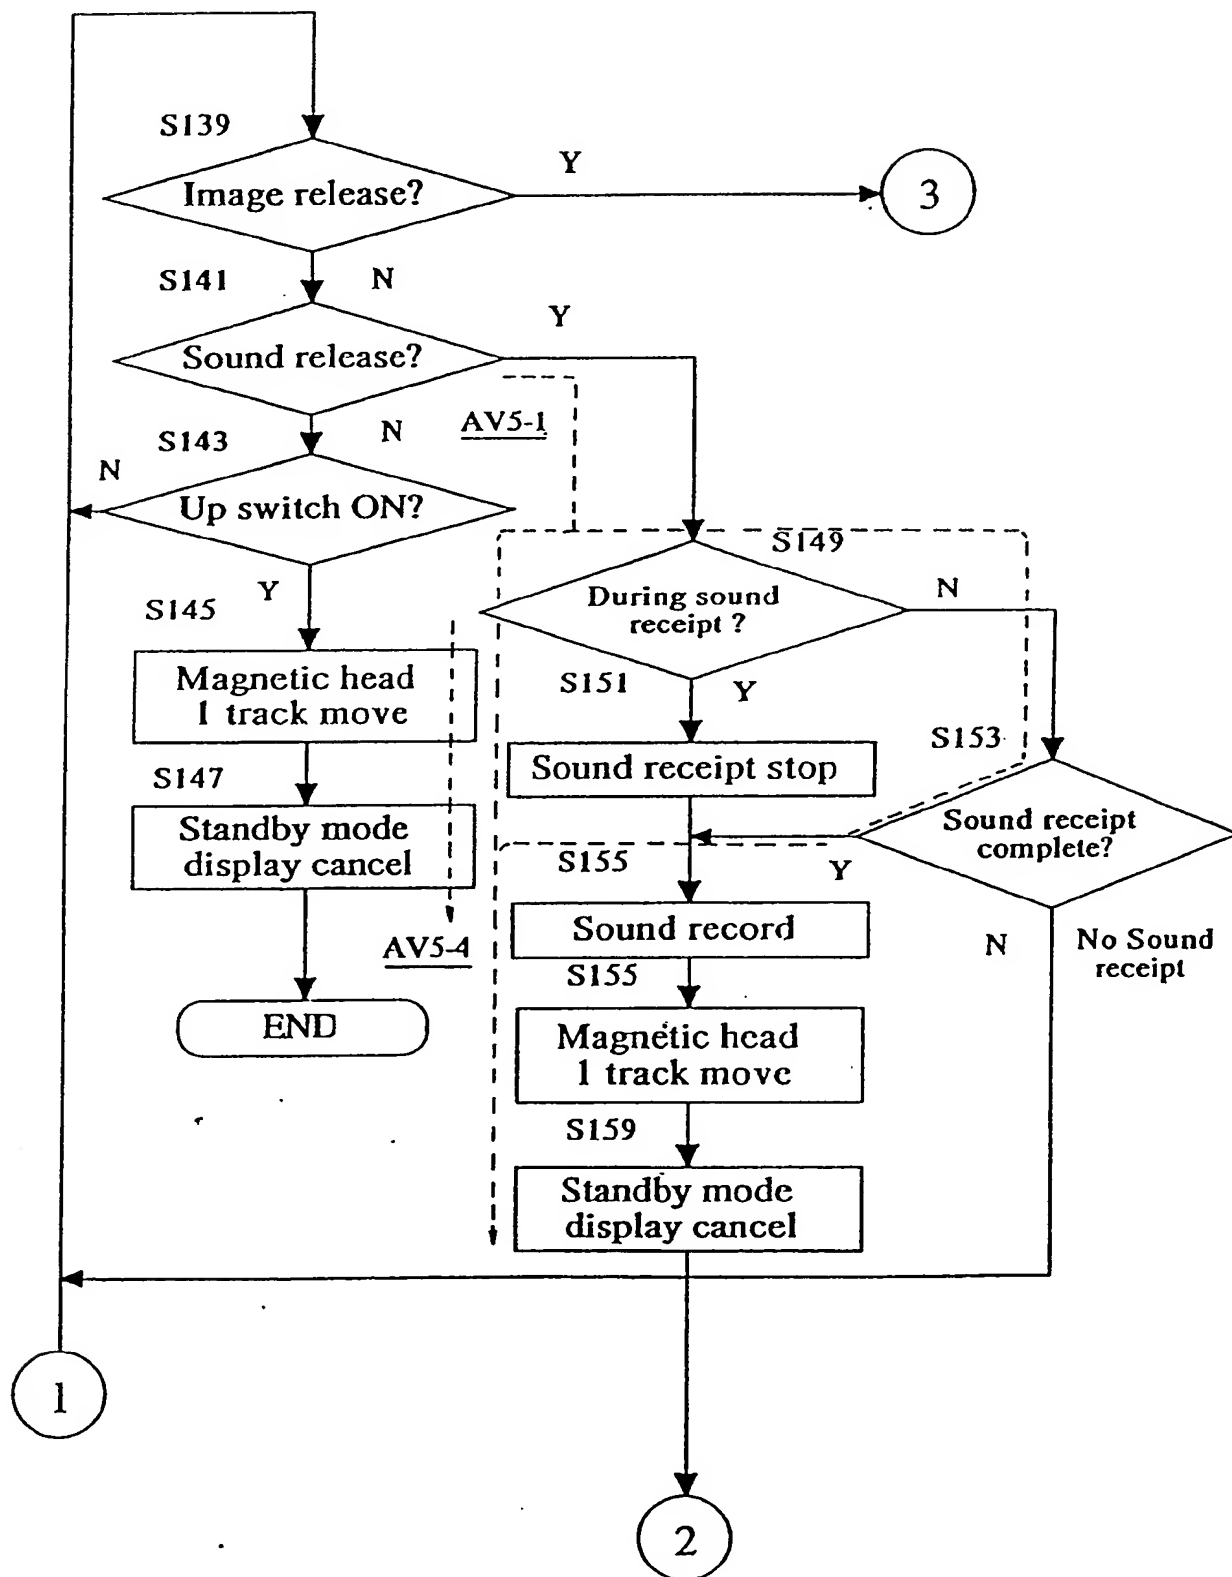 S139
Image release?
Y
3
S141
N
Sound release?
Y
S143
N
AV5-1
N
Up switch ON?
S149
Y
During sound
receipt ?
N
S145
Magnetic head
1 track move
S151
Y
S153
S147
Sound receipt stop
Standby mode
display cancel
Sound receipt
complete?
S155
Y
Sound record
N
No Sound
receipt
AV5-4
S155
END
Magnetic head
1 track move
S159
Standby mode
display cancel
1
2